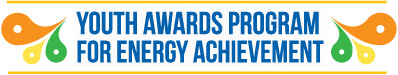 YOUTH AWARDS PROGRAM
FOR ENERGY ACHIEVEMENT